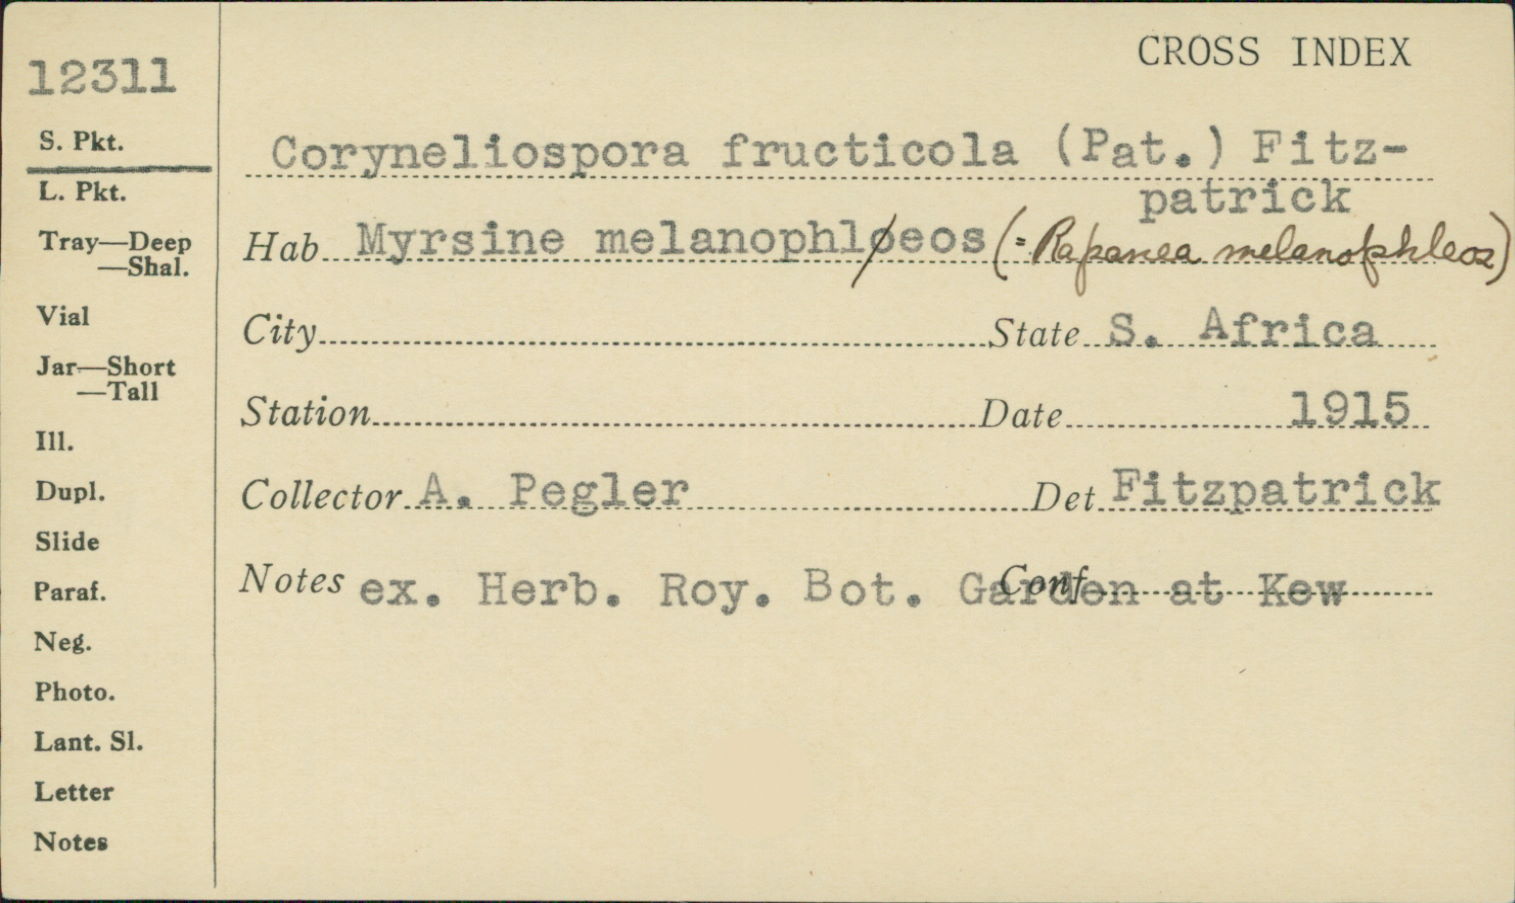 CROSS INDEX
12311
S. Pkt.
L. Pkt.
Tray—Deep
—Shal.
Vial
Jar—Short
—Tall
Ill.
Dupl.
Slide
Paraf.
Neg.
Photo.
Lant. Sl.
Letter
Notes
Coryneliospora fructicola (Pat.) Fitz-
patrick
Hab. Myrsine melanophloeos (= Rapanea melanophleos)
City State S. Africa
Station Date 1915
Collector A. Pegler Det Fitzpatrick
Notes ex. Herb. Roy. Bot. Garden at Kew
Conf